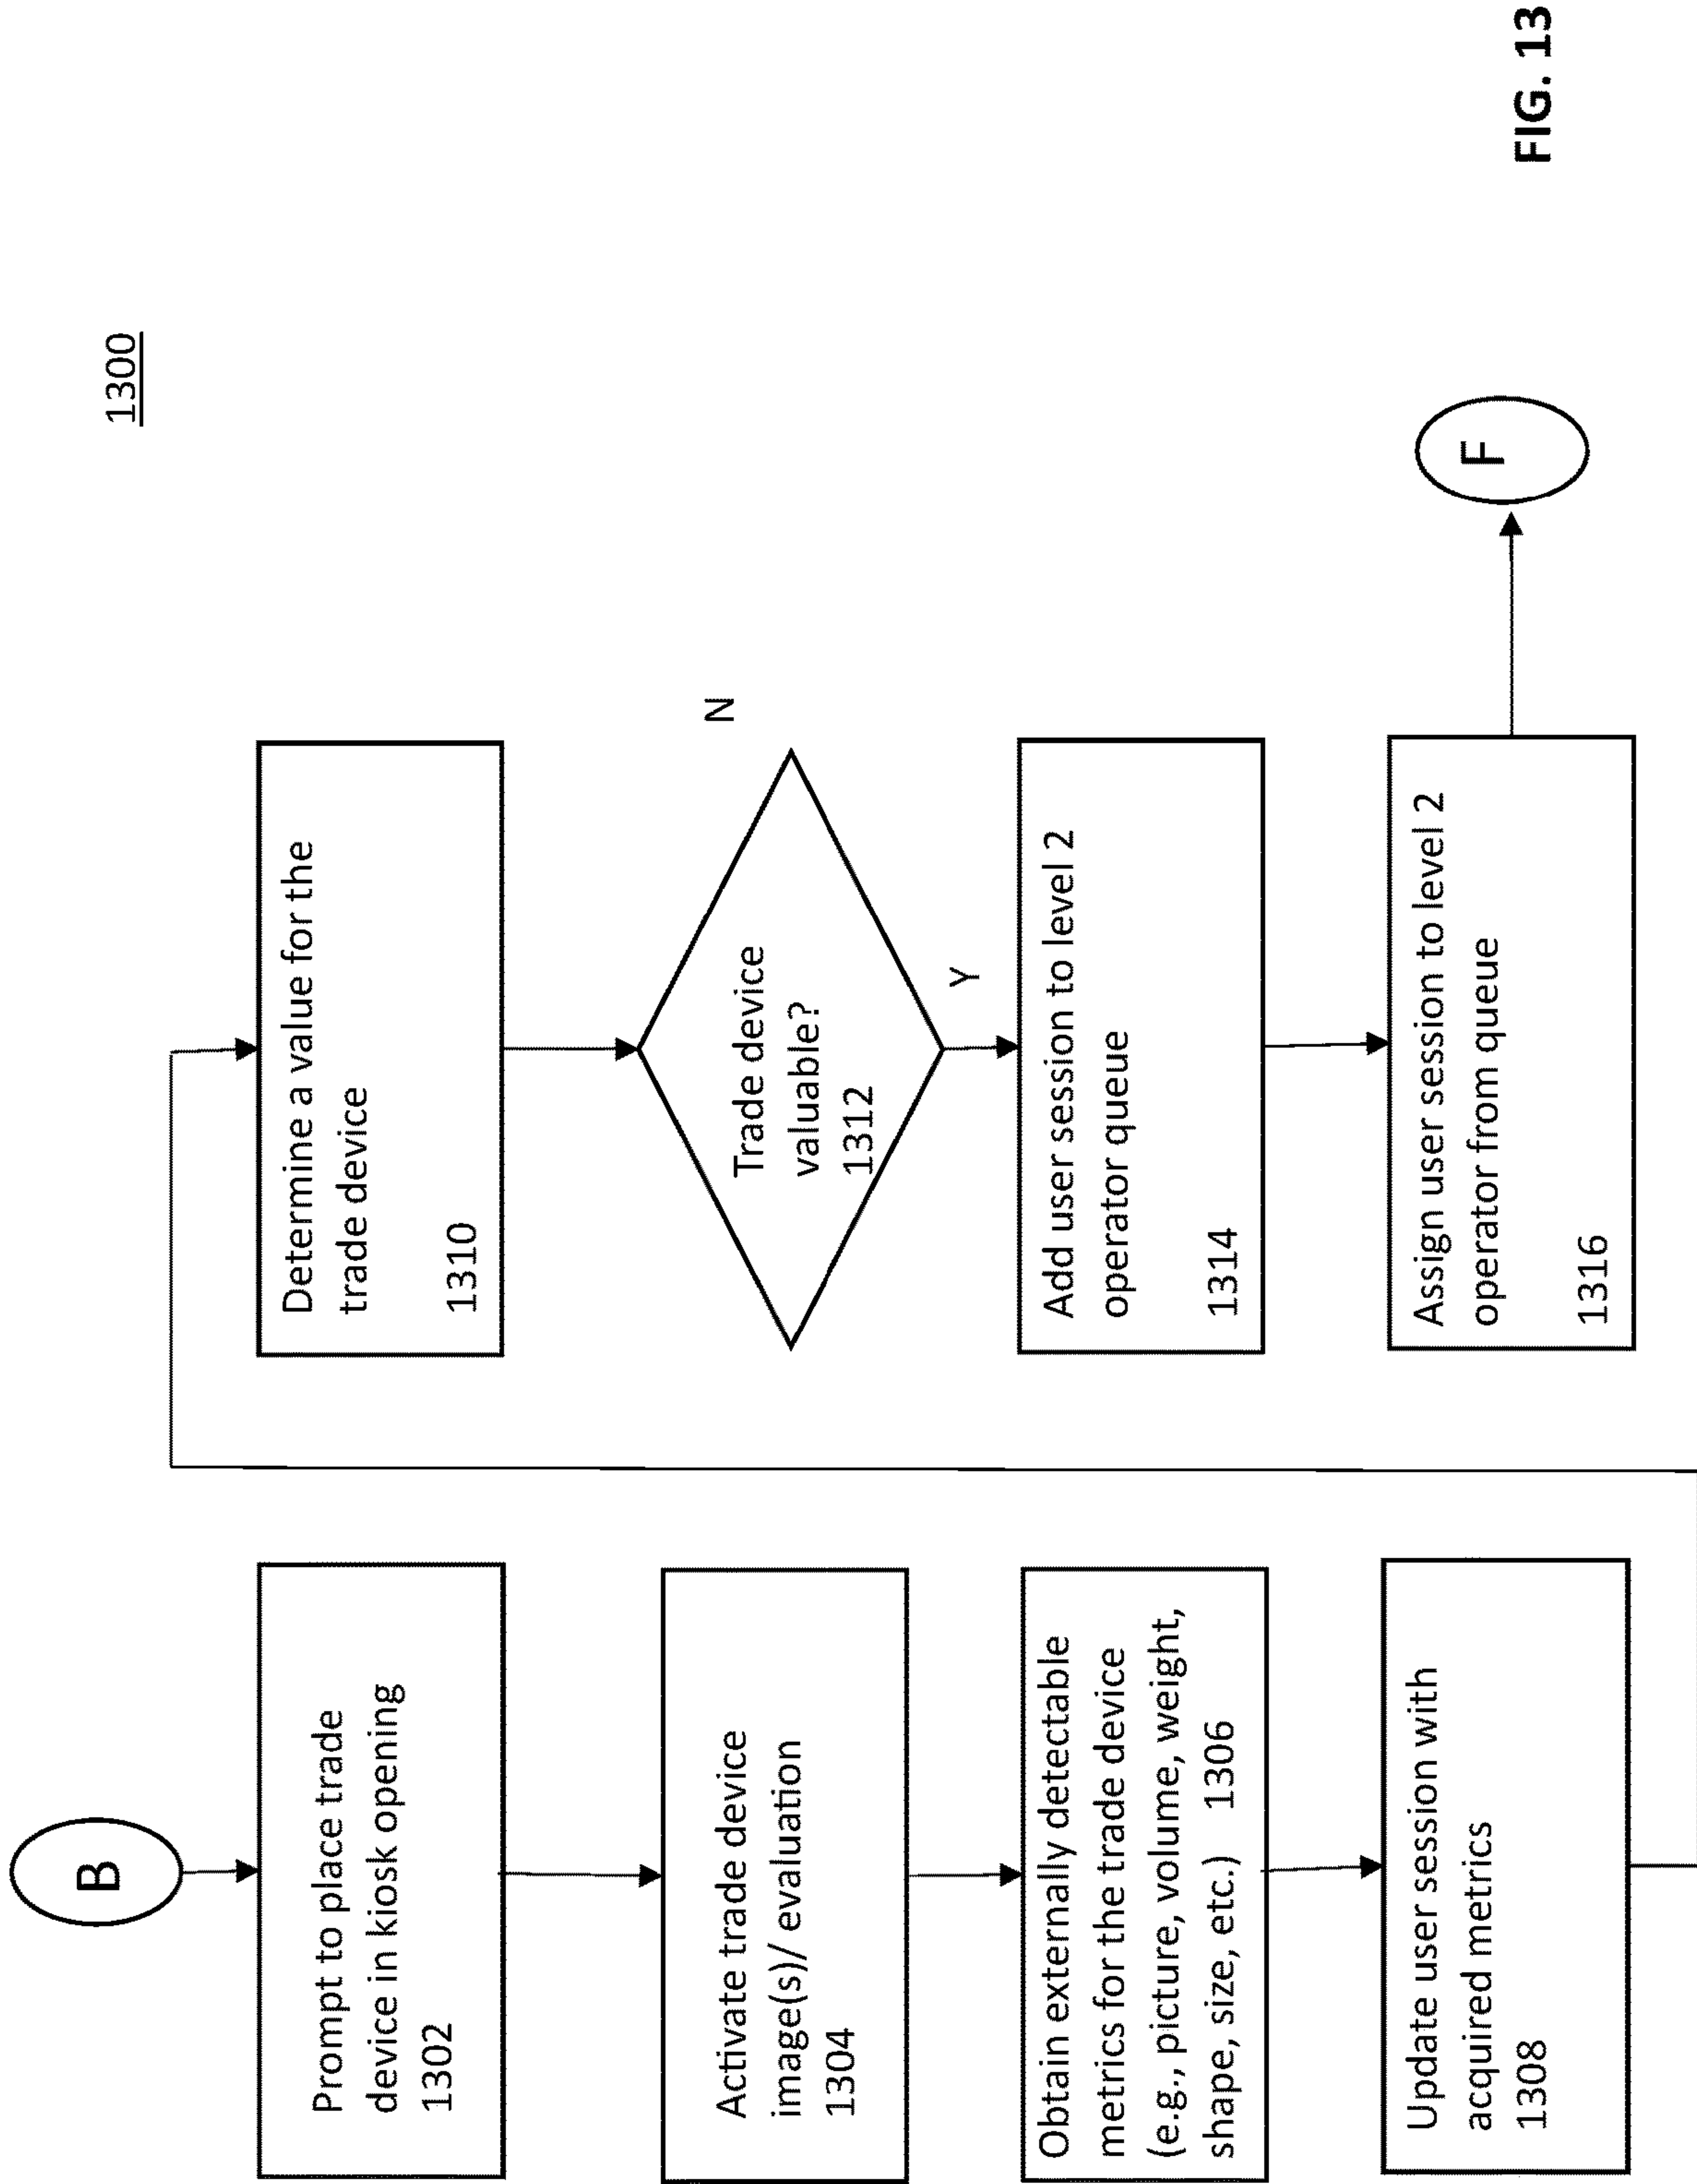 1300
B
Prompt to place trade
device in kiosk opening
1302
Activate trade device
image(s)/ evaluation
1304
Obtain externally detectable
metrics for the trade device
(e.g., picture, volume, weight,
shape, size, etc.) 1306
Update user session with
acquired metrics
1308
Determine a value for the
trade device
1310
Trade device
valuable?
1312
N
Y
Add user session to level 2
operator queue
1314
Assign user session to level 2
operator from queue
1316
F
FIG. 13